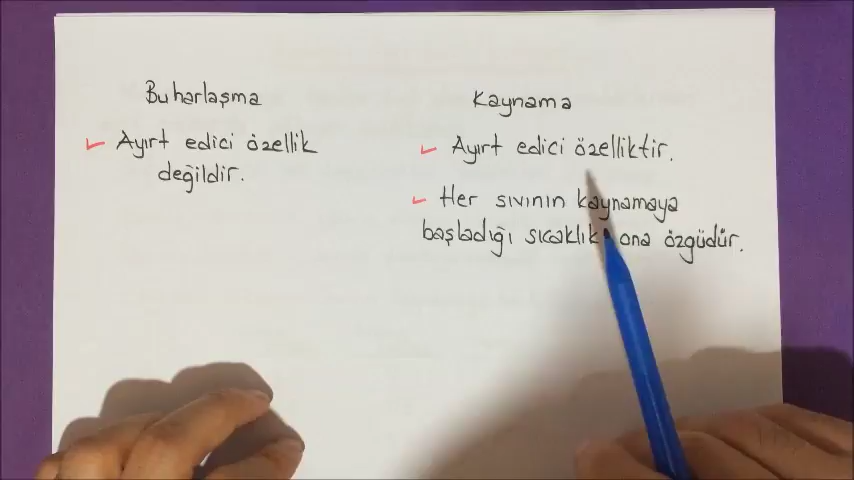 Buharlaşma
Ayırt edici özellik
değildir.
Kaynama
Ayırt edici özelliktir.
Her sıvının kaynamaya
başladığı sıcaklık ona özgüdür.